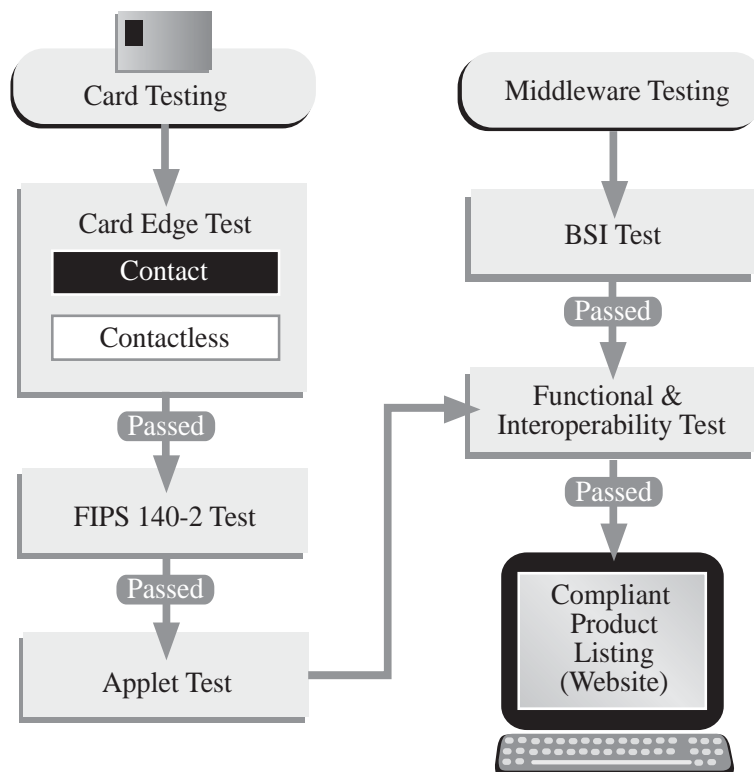 Card Testing
Card Edge Test
Contact
Contactless
Passed
FIPS 140-2 Test
Passed
Applet Test
Middleware Testing
BSI Test
Passed
Functional &
Interoperability Test
Passed
Compliant
Product
Listing
(Website)